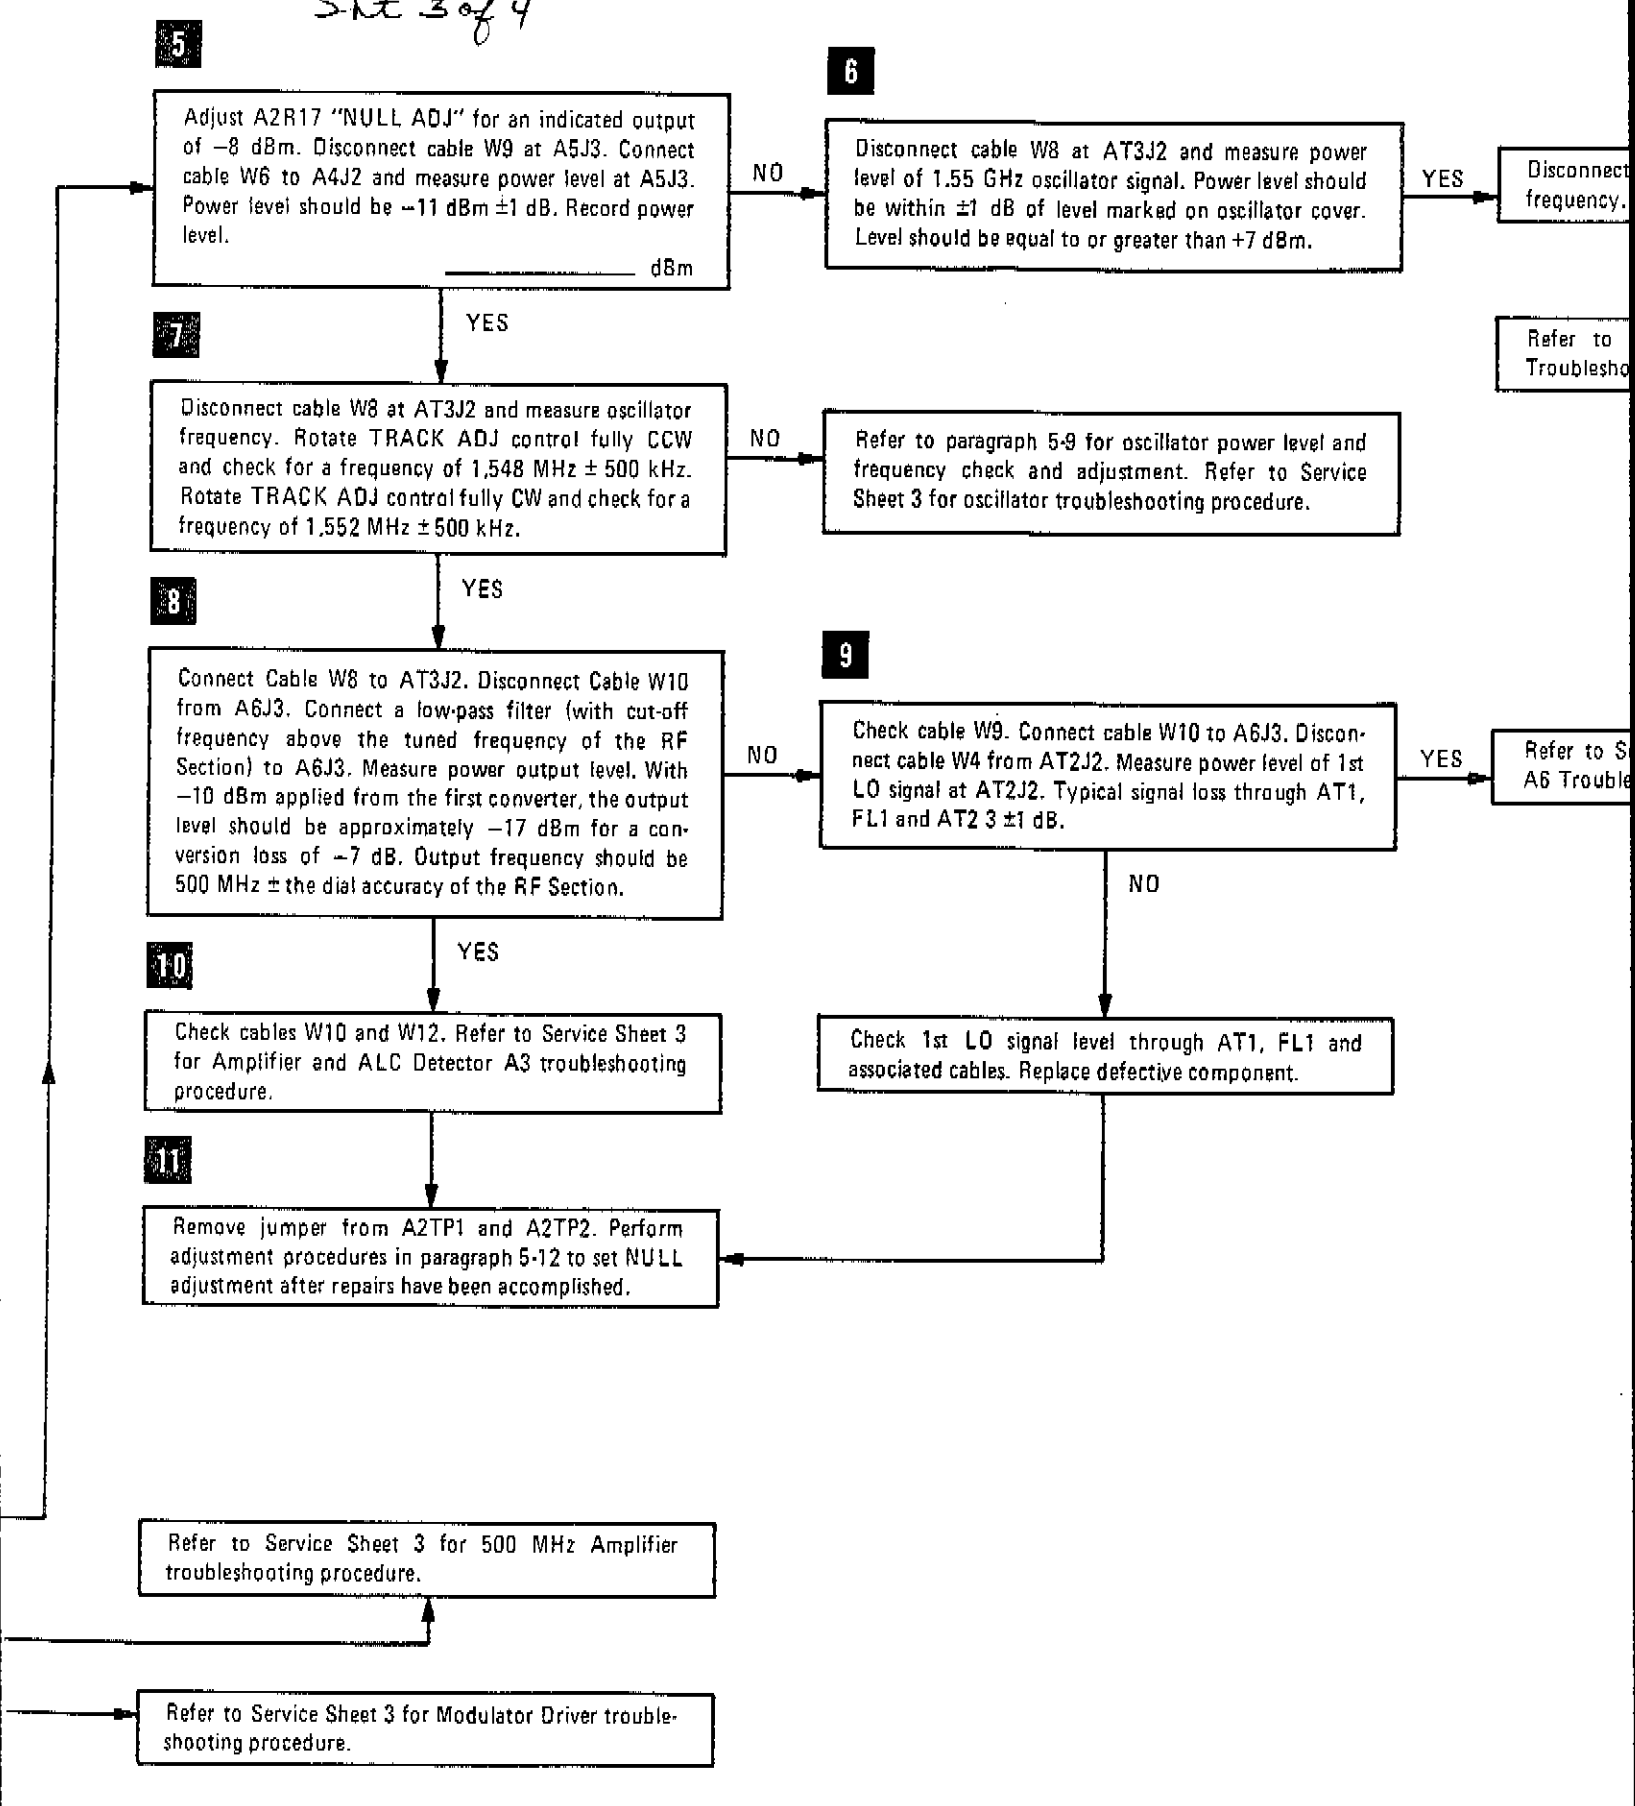 Sht 3 of 4
5
Adjust A2R17 "NULL ADJ" for an indicated output
of −8 dBm. Disconnect cable W9 at A5J3. Connect
cable W6 to A4J2 and measure power level at A5J3.
Power level should be −11 dBm ±1 dB. Record power
level.
dBm
NO
6
Disconnect cable W8 at AT3J2 and measure power
level of 1.55 GHz oscillator signal. Power level should
be within ±1 dB of level marked on oscillator cover.
Level should be equal to or greater than +7 dBm.
YES
Disconnect
frequency.
Refer to
YES
7
Disconnect cable W8 at AT3J2 and measure oscillator
frequency. Rotate TRACK ADJ control fully CCW
and check for a frequency of 1,548 MHz ± 500 kHz.
Rotate TRACK ADJ control fully CW and check for a
frequency of 1,552 MHz ± 500 kHz.
NO
Refer to paragraph 5-9 for oscillator power level and
frequency check and adjustment. Refer to Service
Sheet 3 for oscillator troubleshooting procedure.
YES
8
Connect Cable W8 to AT3J2. Disconnect Cable W10
from A6J3. Connect a low-pass filter (with cut-off
frequency above the tuned frequency of the RF
Section) to A6J3. Measure power output level. With
−10 dBm applied from the first converter, the output
level should be approximately −17 dBm for a con-
version loss of −7 dB. Output frequency should be
500 MHz ± the dial accuracy of the RF Section.
NO
9
Check cable W9. Connect cable W10 to A6J3. Discon-
nect cable W4 from AT2J2. Measure power level of 1st
LO signal at AT2J2. Typical signal loss through AT1,
FL1 and AT2 3 ±1 dB.
YES
Refer to
A6
NO
Check 1st LO signal level through AT1, FL1 and
associated cables. Replace defective component.
YES
10
Check cables W10 and W12. Refer to Service Sheet 3
for Amplifier and ALC Detector A3 troubleshooting
procedure.
11
Remove jumper from A2TP1 and A2TP2. Perform
adjustment procedures in paragraph 5-12 to set NULL
adjustment after repairs have been accomplished.
Refer to Service Sheet 3 for 500 MHz Amplifier
troubleshooting procedure.
Refer to Service Sheet 3 for Modulator Driver trouble-
shooting procedure.